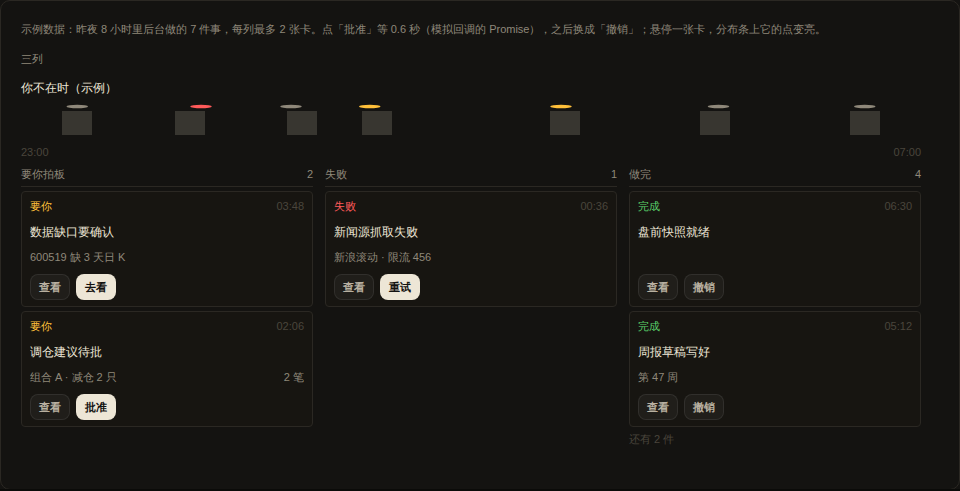 示例数据：昨夜 8 小时里后台做的 7 件事，每列最多 2 张卡。点「批准」等 0.6 秒（模拟回调的 Promise），之后换成「撤销」；悬停一张卡，分布条上它的点变亮。
三列
你不在时（示例）
23:00 07:00
要你拍板 2 失败 1 做完 4
要你 03:48
数据缺口要确认
600519 缺 3 天日 K
查看 去看
要你 02:06
调仓建议待批
组合 A · 减仓 2 只 2 笔
查看 批准
失败 00:36
新闻源抓取失败
新浪滚动 · 限流 456
查看 重试
完成 06:30
盘前快照就绪
查看 撤销
完成 05:12
周报草稿写好
第 47 周
查看 撤销
还有 2 件